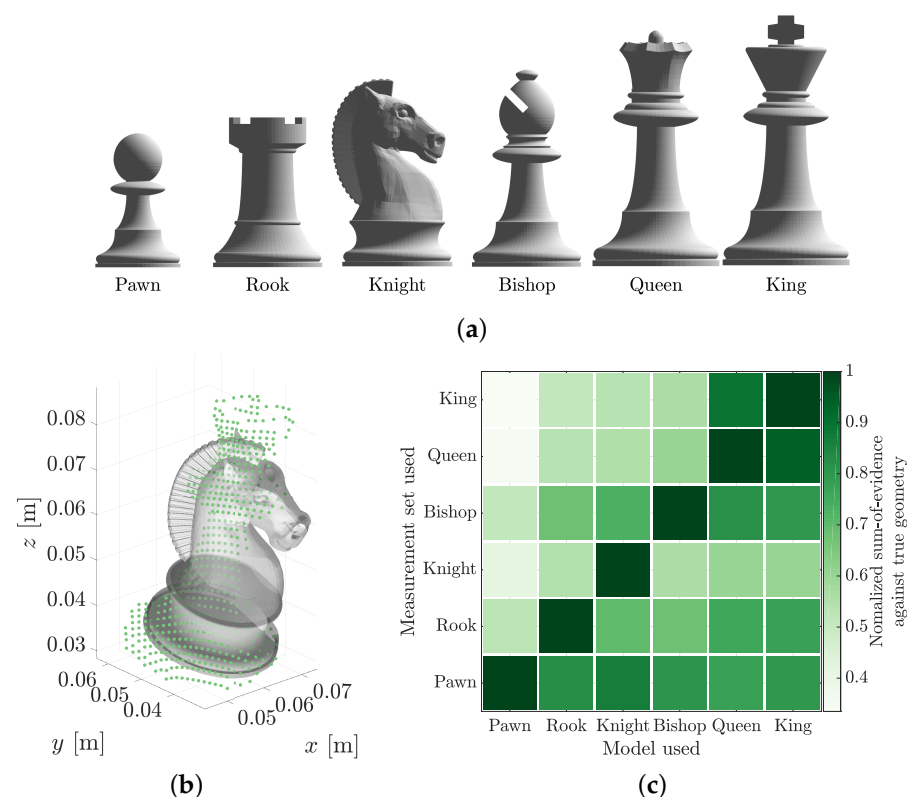 Pawn Rook Knight Bishop Queen King
(a)
0.08
0.07
0.06
0.05
0.04
0.03
z [m]
0.06
0.05
0.04
0.05
0.06
0.07
y [m]
x [m]
(b)
King
Queen
Bishop
Knight
Rook
Pawn
Measurement set used
Pawn Rook Knight Bishop Queen King
Model used
1
0.9
0.8
0.7
0.6
0.5
0.4
Nomalized sum-of-evidence
against true geometry
(c)